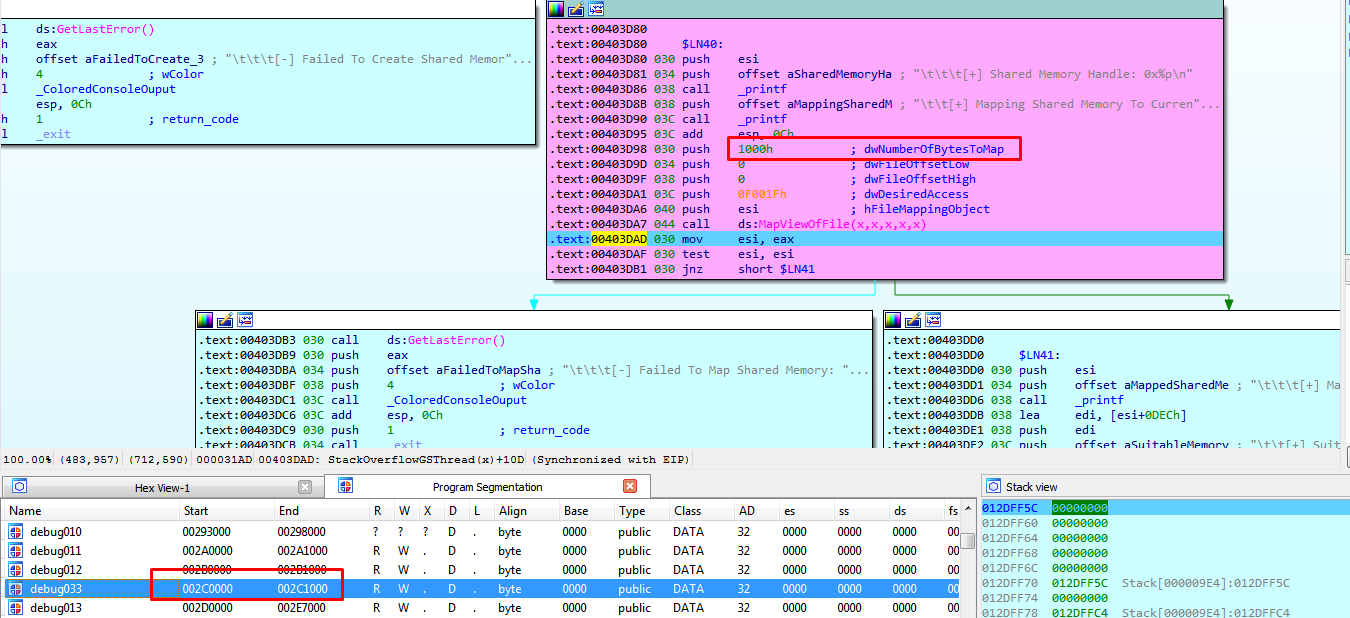 l ds:GetLastError()
h eax
h offset aFailedToCreate_3 ; "\t\t\t[-] Failed To Create Shared Memor"...
h 4 ; wColor
l _ColoredConsoleOuput
esp, 0Ch
h 1 ; return_code
l _exit
.text:00403D80
.text:00403D80 $LN40:
.text:00403D80 030 push esi
.text:00403D81 034 push offset aSharedMemoryHa ; "\t\t\t[+] Shared Memory Handle: 0x%p\n"
.text:00403D86 038 call _printf
.text:00403D8B 038 push offset aMappingSharedM ; "\t\t[+] Mapping Shared Memory To Curren"...
.text:00403D90 03C call _printf
.text:00403D95 03C add esp, 0Ch
.text:00403D98 030 push 1000h ; dwNumberOfBytesToMap
.text:00403D9D 034 push 0 ; dwFileOffsetLow
.text:00403D9F 038 push 0 ; dwFileOffsetHigh
.text:00403DA1 03C push 0F001Fh ; dwDesiredAccess
.text:00403DA6 040 push esi ; hFileMappingObject
.text:00403DA7 044 call ds:MapViewOfFile(x,x,x,x,x)
.text:00403DAD 030 mov esi, eax
.text:00403DAF 030 test esi, esi
.text:00403DB1 030 jnz short $LN41
.text:00403DB3 030 call ds:GetLastError()
.text:00403DB9 030 push eax
.text:00403DBA 034 push offset aFailedToMapSha ; "\t\t\t[-] Failed To Map Shared Memory: "...
.text:00403DBF 038 push 4 ; wColor
.text:00403DC1 03C call _ColoredConsoleOuput
.text:00403DC6 03C add esp, 0Ch
.text:00403DC9 030 push 1 ; return_code
.text:00403DCB 034 call _exit
.text:00403DD0
.text:00403DD0 $LN41:
.text:00403DD0 030 push esi
.text:00403DD1 034 push offset aMappedSharedMe ; "\t\t\t[+] Ma
.text:00403DD6 038 call _printf
.text:00403DDB 038 lea edi, [esi+0DECh]
.text:00403DE1 038 push edi
.text:00403DE2 03C push offset aSuitableMemory ; "\t\t[+] Suit
100.00% (483,957) (712,590) 000031AD 00403DAD: StackOverflowGSThread(x)+10D (Synchronized with EIP)
Hex View-1 Program Segmentation Stack view
Name Start End R W X D L Align Base Type Class AD es ss ds fs
debug010 00293000 00298000 ? ? ? D . byte 0000 public DATA 32 0000 0000 0000 00
debug011 002A0000 002A1000 R W . D . byte 0000 public DATA 32 0000 0000 0000 00
debug012 002B0000 002B1000 R W . D . byte 0000 public DATA 32 0000 0000 0000 00
debug033 002C0000 002C1000 R W . D . byte 0000 public DATA 32 0000 0000 0000 00
debug013 002D0000 002E7000 R W . D . byte 0000 public DATA 32 0000 0000 0000 00
012DFF5C 00000000
012DFF60 00000000
012DFF64 00000000
012DFF68 00000000
012DFF6C 00000000
012DFF70 012DFF5C Stack[000009E4]:012DFF5C
012DFF74 00000000
012DFF78 012DFFC4 Stack[000009E4]:012DFFC4